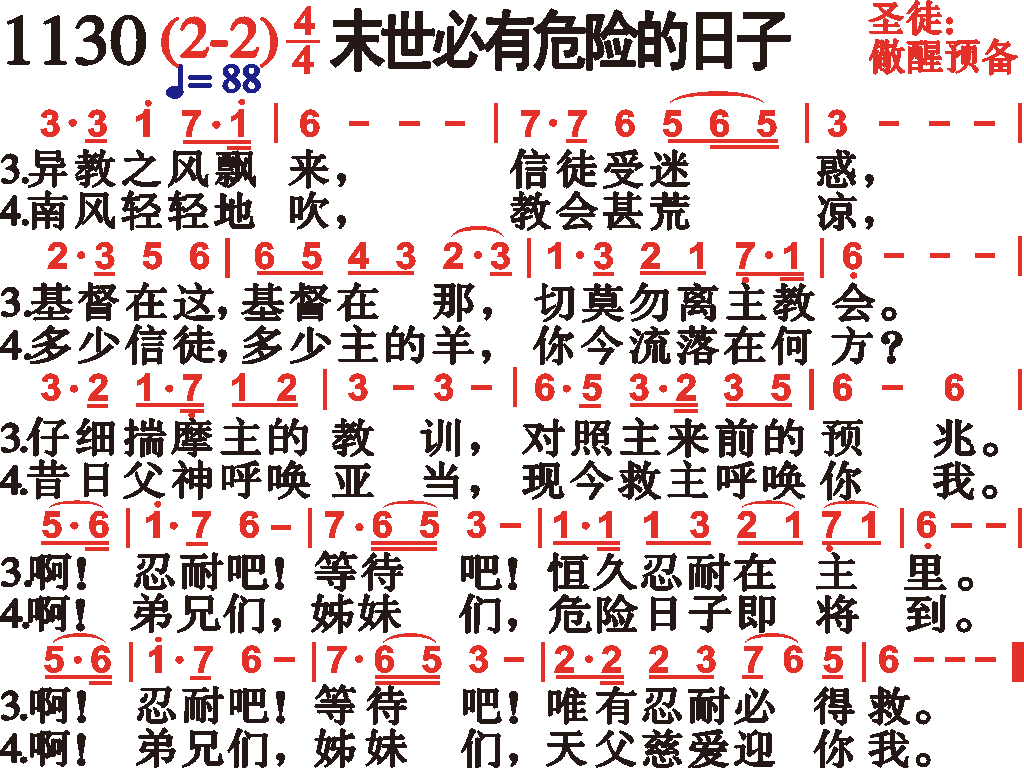 1130 (2-2) 4/4 末世必有危险的日子 圣徒：
♩= 88 儆醒预备
3· 3 1 7·1 | 6 - - - | 7·7 6 5 6 5 | 3 - - - |
3.异教之风飘 来， 信徒受迷 惑，
4.南风轻轻地 吹， 教会甚荒 凉，
2·3 5 6 | 6 5 4 3 2·3 | 1·3 2 1 7·1 | 6 - - - |
3.基督在这，基督在 那， 切莫勿离主教 会。
4.多少信徒，多少主的羊， 你今流落在何 方？
3·2 1·7 1 2 | 3 - 3 - | 6·5 3·2 3 5 | 6 - 6 |
3.仔细揣摩主的 教 训， 对照主来前的 预 兆。
4.昔日父神呼唤 亚 当， 现今救主呼唤 你 我。
5·6 | 1·7 6 - | 7·6 5 3 - | 1·1 1 3 2 1 7 1 | 6 - - |
3.啊！ 忍耐吧！ 等待 吧！ 恒久忍耐在 主 里。
4.啊！ 弟兄们， 姊妹 们， 危险日子即 将 到。
5·6 | 1·7 6 - | 7·6 5 3 - | 2·2 2 3 7 6 5 | 6 - - -
3.啊！ 忍耐吧！ 等待 吧！ 唯有忍耐必 得 救。
4.啊！ 弟兄们， 姊妹 们， 天父慈爱迎 你 我。